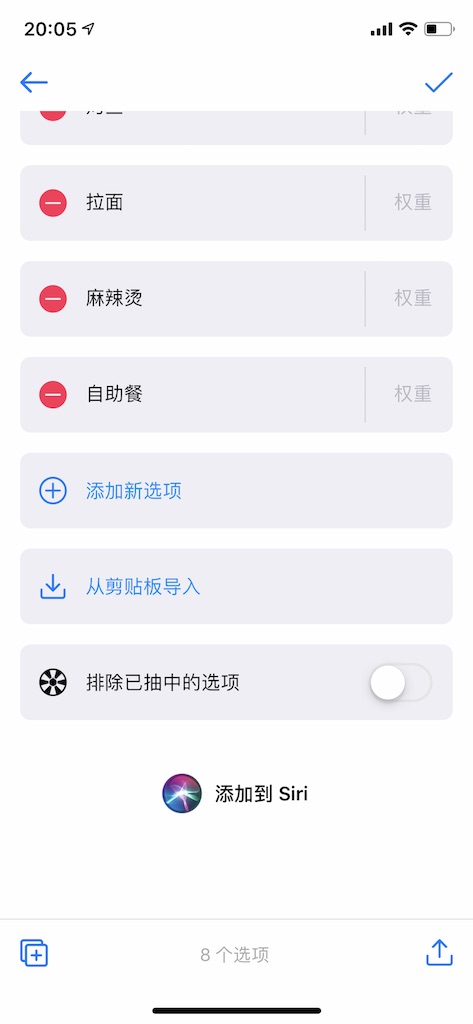 20:05
权重
拉面
权重
麻辣烫
权重
自助餐
权重
添加新选项
从剪贴板导入
排除已抽中的选项
添加到 Siri
8 个选项